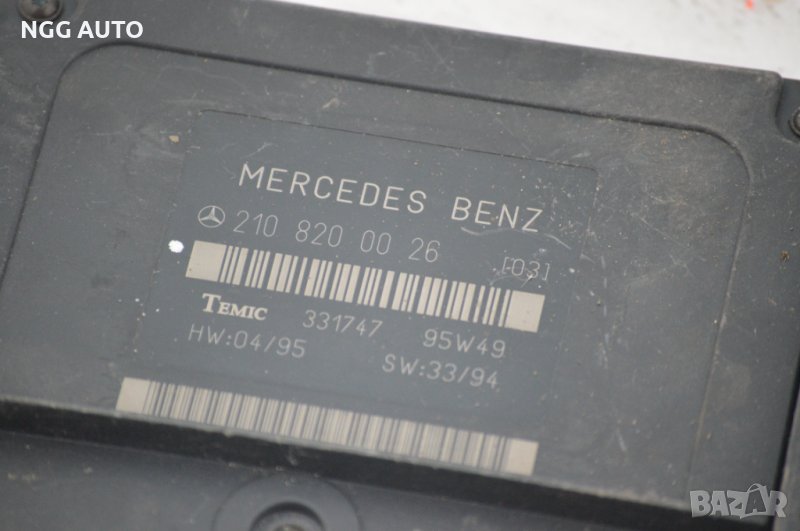 NGG AUTO
MERCEDES BENZ
210 820 00 26 [03]
TEMIC 331747 95W49
HW:04/95 SW:33/94
BAZAR